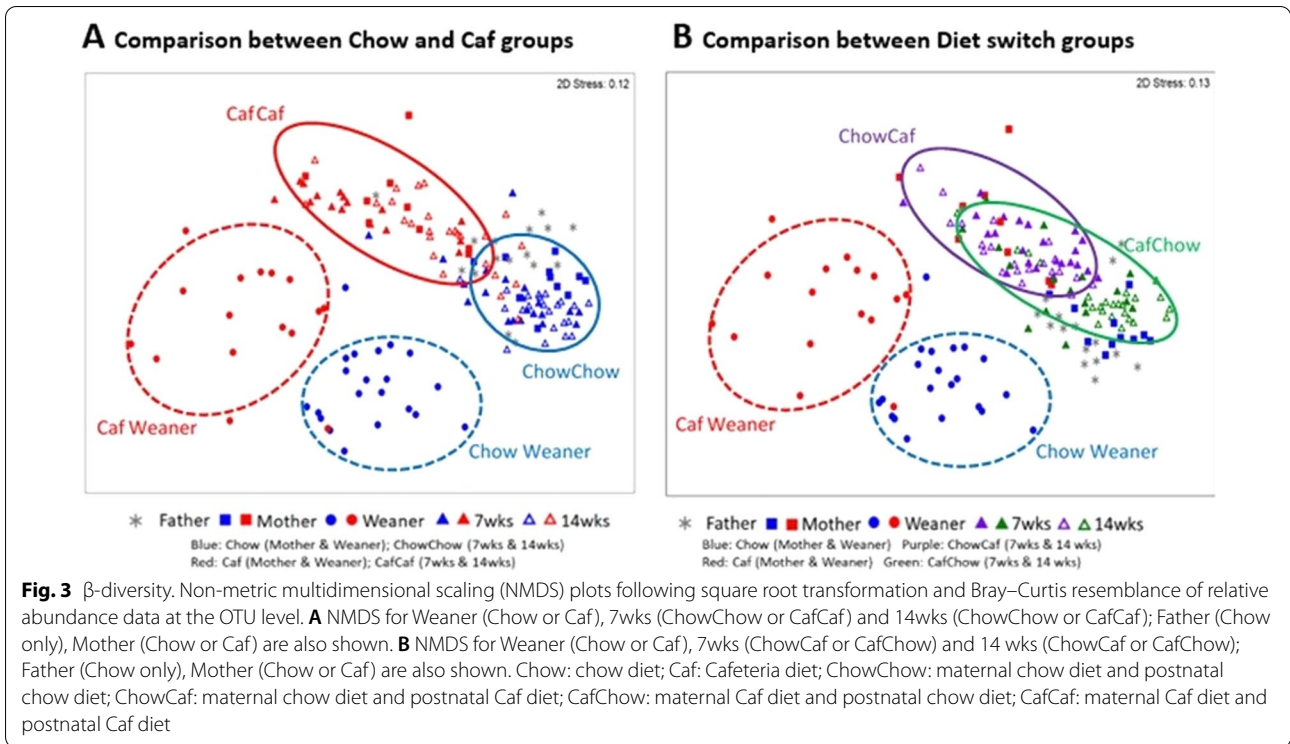 A Comparison between Chow and Caf groups
2D Stress: 0.12
Caf Caf
ChowChow
Caf Weaner
Chow Weaner
Father Mother Weaner 7wks 14wks
Blue: Chow (Mother & Weaner); ChowChow (7wks & 14wks)
Red: Caf (Mother & Weaner); CafCaf (7wks & 14wks)
B Comparison between Diet switch groups
2D Stress: 0.13
ChowCaf
CafChow
Caf Weaner
Chow Weaner
Father Mother Weaner 7wks 14wks
Blue: Chow (Mother & Weaner) Purple: ChowCaf (7wks & 14 wks)
Red: Caf (Mother & Weaner) Green: CafChow (7wks & 14 wks)
Fig. 3 β-diversity. Non-metric multidimensional scaling (NMDS) plots following square root transformation and Bray–Curtis resemblance of relative
abundance data at the OTU level. A NMDS for Weaner (Chow or Caf), 7wks (ChowChow or CafCaf) and 14wks (ChowChow or CafCaf); Father (Chow
only), Mother (Chow or Caf) are also shown. B NMDS for Weaner (Chow or Caf), 7wks (ChowCaf or CafChow) and 14 wks (ChowCaf or CafChow);
Father (Chow only), Mother (Chow or Caf) are also shown. Chow: chow diet; Caf: Cafeteria diet; ChowChow: maternal chow diet and postnatal
chow diet; ChowCaf: maternal chow diet and postnatal Caf diet; CafChow: maternal Caf diet and postnatal chow diet; CafCaf: maternal Caf diet and
postnatal Caf diet